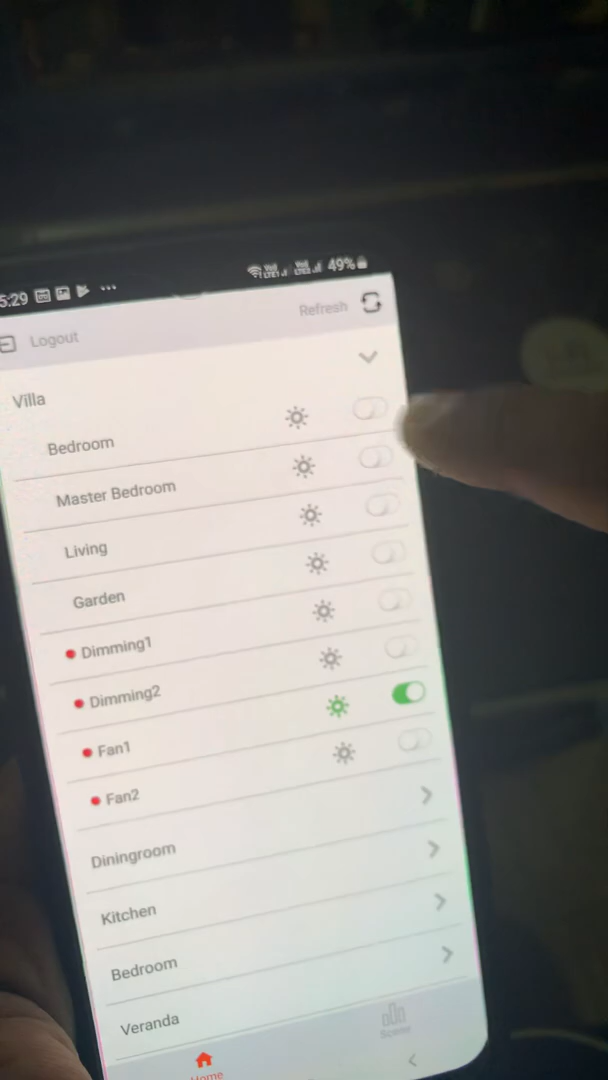 5:29 49%
Logout Refresh
Villa
Bedroom
Master Bedroom
Living
Garden
Dimming1
Dimming2
Fan1
Fan2
Diningroom
Kitchen
Bedroom
Veranda
Home